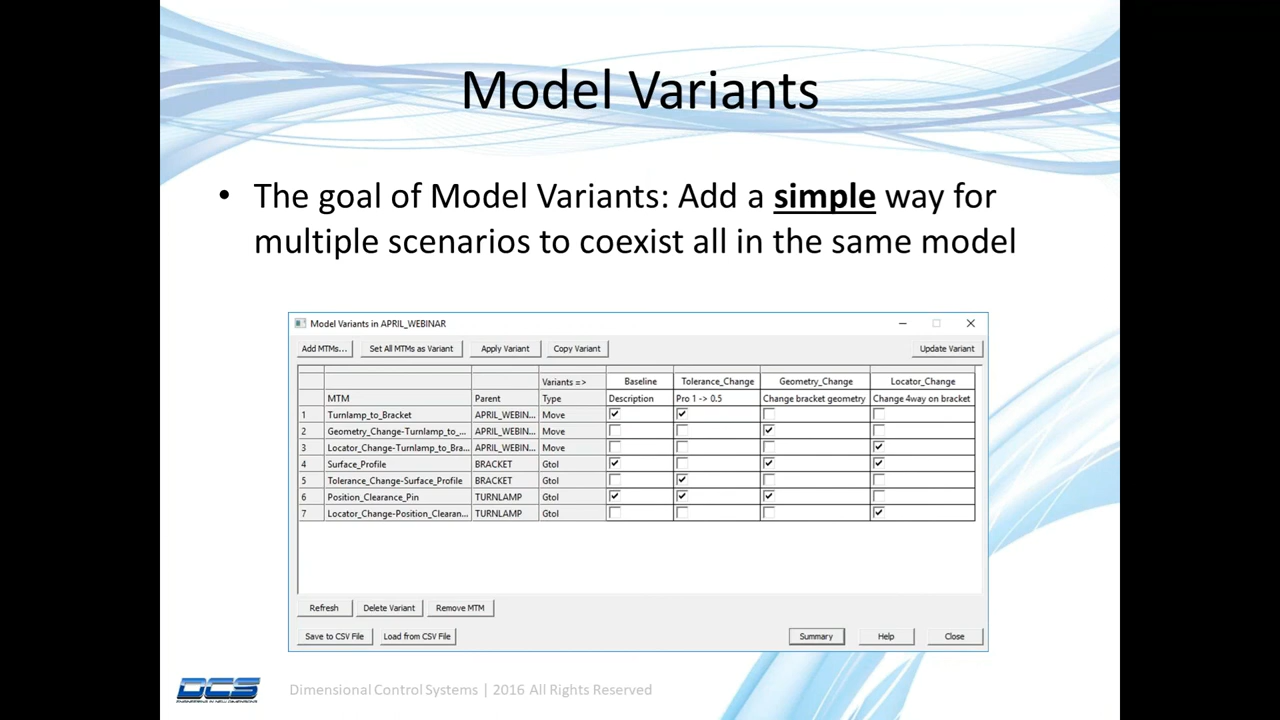 Model Variants
• The goal of Model Variants: Add a simple way for
multiple scenarios to coexist all in the same model
Model Variants in APRIL_WEBINAR
Add MTMs... Set All MTMs as Variant Apply Variant Copy Variant Update Variant
Variants => Baseline Tolerance_Change Geometry_Change Locator_Change
MTM Parent Type Description Pro 1 -> 0.5 Change bracket geometry Change 4way on bracket
1 Turnlamp_to_Bracket APRIL_WEBIN... Move
2 Geometry_Change-Turnlamp_to_... APRIL_WEBIN... Move
3 Locator_Change-Turnlamp_to_Bra... APRIL_WEBIN... Move
4 Surface_Profile BRACKET Gtol
5 Tolerance_Change-Surface_Profile BRACKET Gtol
6 Position_Clearance_Pin TURNLAMP Gtol
7 Locator_Change-Position_Clearan... TURNLAMP Gtol
Refresh Delete Variant Remove MTM
Save to CSV File Load from CSV File Summary Help Close
DCS
ENGINEERING IN NEW DIMENSIONS
Dimensional Control Systems | 2016 All Rights Reserved